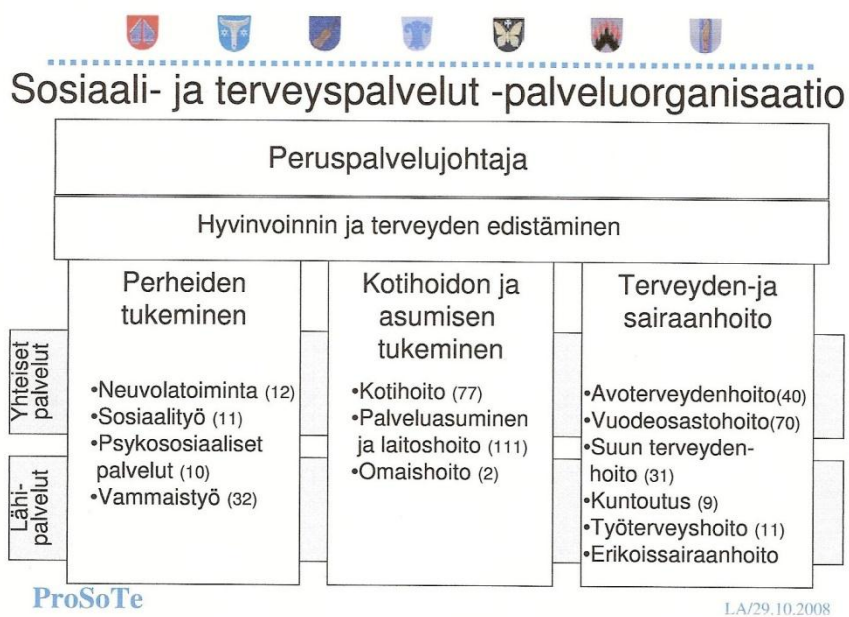 Sosiaali- ja terveyspalvelut -palveluorganisaatio
Peruspalvelujohtaja
Hyvinvoinnin ja terveyden edistäminen
Perheiden
tukeminen
•Neuvolatoiminta (12)
•Sosiaalityö (11)
•Psykososiaaliset
palvelut (10)
•Vammaistyö (32)
Kotihoidon ja
asumisen
tukeminen
•Kotihoito (77)
•Palveluasuminen
ja laitoshoito (111)
•Omaishoito (2)
Terveyden-ja
sairaanhoito
•Avoterveydenhoito(40)
•Vuodeosastohoito(70)
•Suun terveyden-
hoito (31)
•Kuntoutus (9)
•Työterveyshoito (11)
•Erikoissairaanhoito
Yhteiset
palvelut
Lähi-
palvelut
ProSoTe
LA/29.10.2008